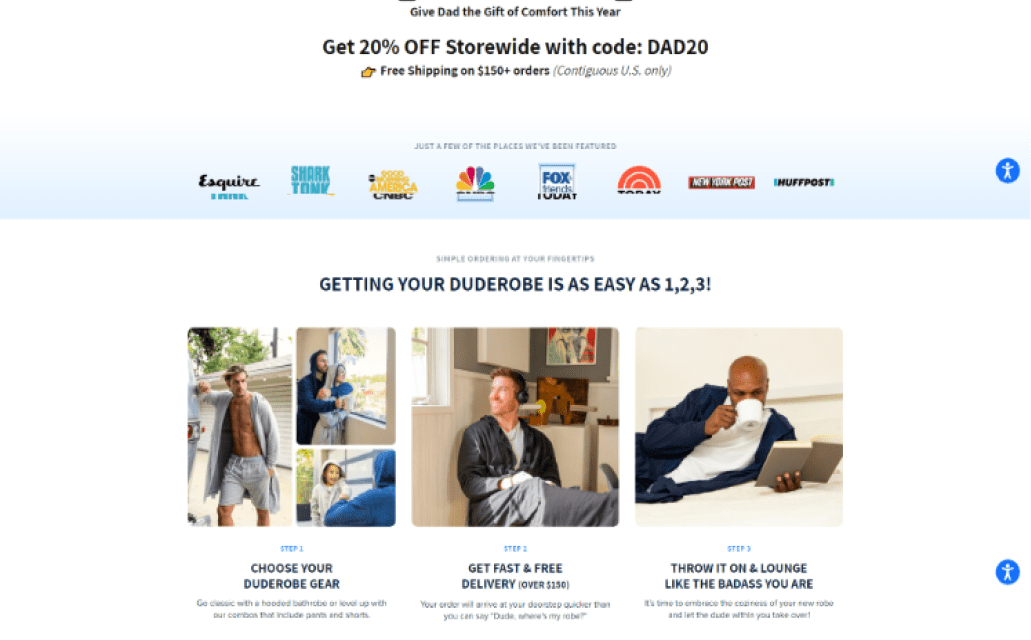 Give Dad the Gift of Comfort This Year
Get 20% OFF Storewide with code: DAD20
👉 Free Shipping on $150+ orders (Contiguous U.S. only)
JUST A FEW OF THE PLACES WE'VE BEEN FEATURED
Esquire SHARK TANK GOOD MORNING AMERICA CNBC FOX & friends TODAY TODAY NEW YORK POST HUFFPOST
SIMPLE ORDERING AT YOUR FINGERTIPS
GETTING YOUR DUDEROBE IS AS EASY AS 1,2,3!
STEP 1
CHOOSE YOUR
DUDEROBE GEAR
Go classic with a hooded bathrobe or level up with
our combos that include pants and shorts.
STEP 2
GET FAST & FREE
DELIVERY (OVER $150)
Your order will arrive at your doorstep quicker than
you can say "Dude, where's my robe?"
STEP 3
THROW IT ON & LOUNGE
LIKE THE BADASS YOU ARE
It's time to embrace the coziness of your new robe
and let the dude within you take over!